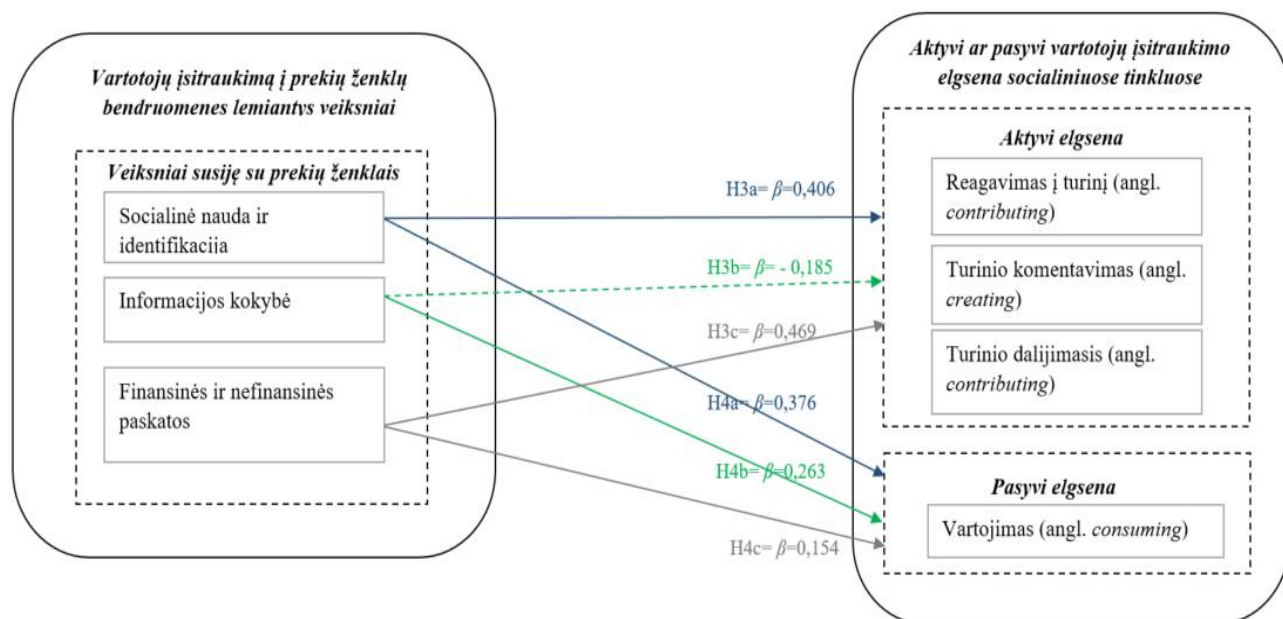 Vartotojų įsitraukimą į prekių ženklų
bendruomenes lemiantys veiksniai
Veiksniai susiję su prekių ženklais
Socialinė nauda ir
identifikacija
Informacijos kokybė
Finansinės ir nefinansinės
paskatos
H3a= β=0,406
H3b= β= - 0,185
H3c= β=0,469
H4a= β=0,376
H4b= β=0,263
H4c= β=0,154
Aktyvi ar pasyvi vartotojų įsitraukimo
elgsena socialiniuose tinkluose
Aktyvi elgsena
Reagavimas į turinį (angl.
contributing)
Turinio komentavimas (angl.
creating)
Turinio dalijimasis (angl.
contributing)
Pasyvi elgsena
Vartojimas (angl. consuming)